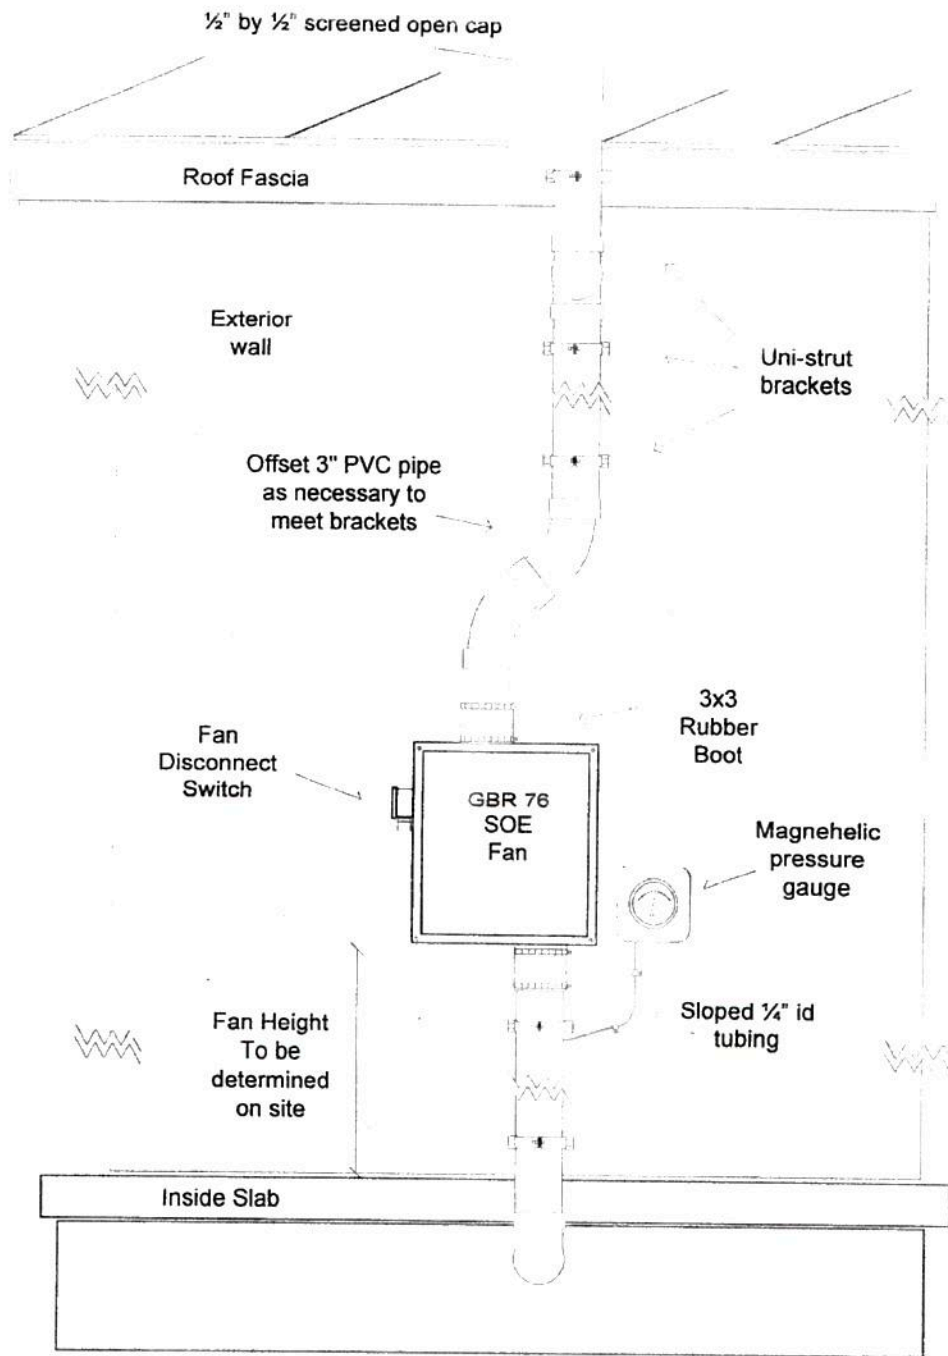 ½" by ½" screened open cap
Roof Fascia
Exterior
wall
Uni-strut
brackets
Offset 3" PVC pipe
as necessary to
meet brackets
3x3
Rubber
Boot
Fan
Disconnect
Switch
GBR 76
SOE
Fan
Magnehelic
pressure
gauge
Sloped ¼" id
tubing
Fan Height
To be
determined
on site
Inside Slab